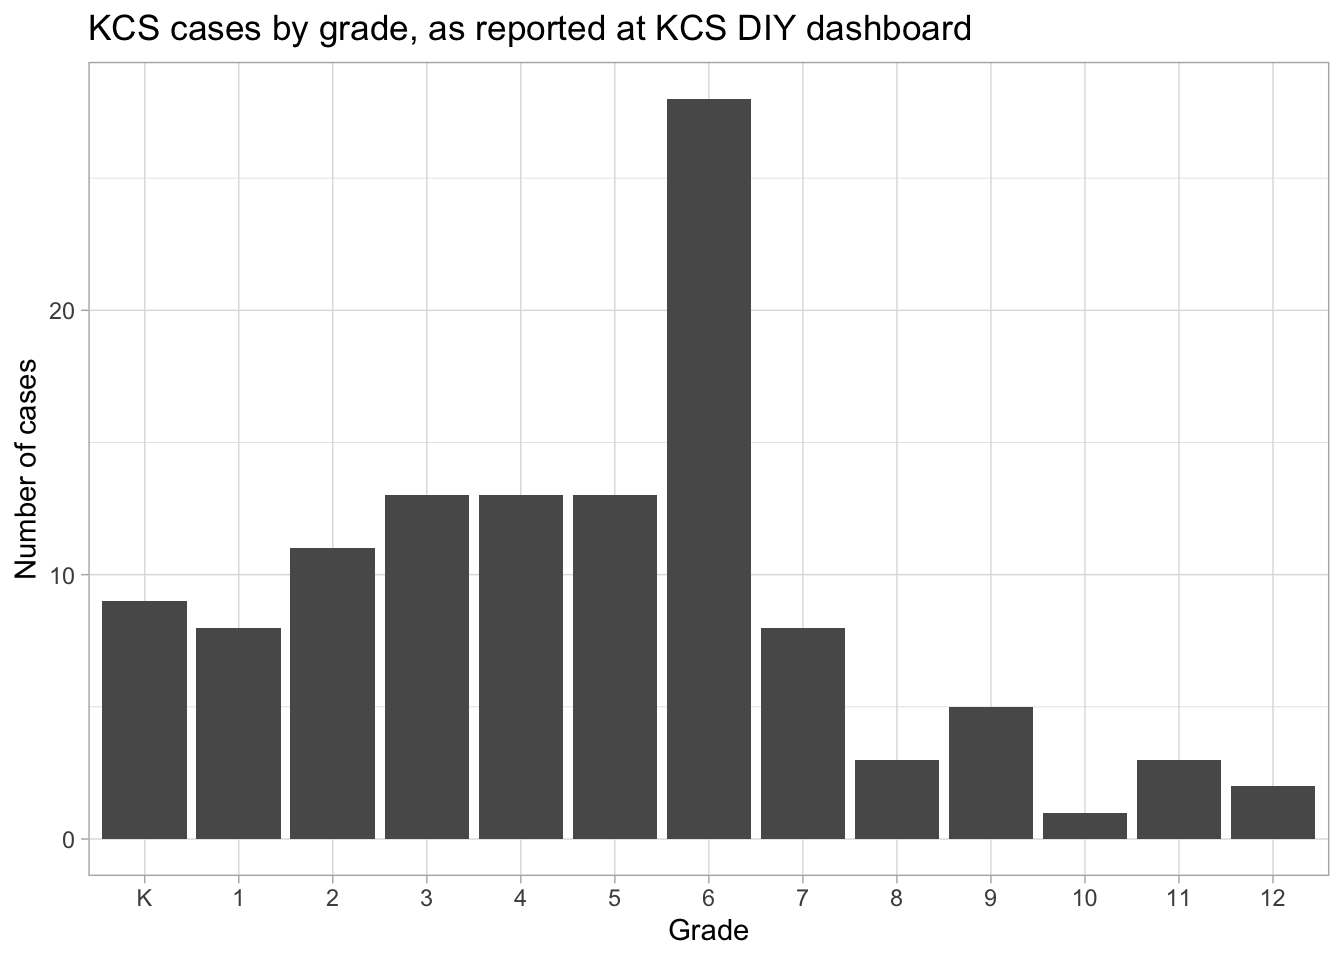 KCS cases by grade, as reported at KCS DIY dashboard
Number of cases
20
10
0
K 1 2 3 4 5 6 7 8 9 10 11 12
Grade